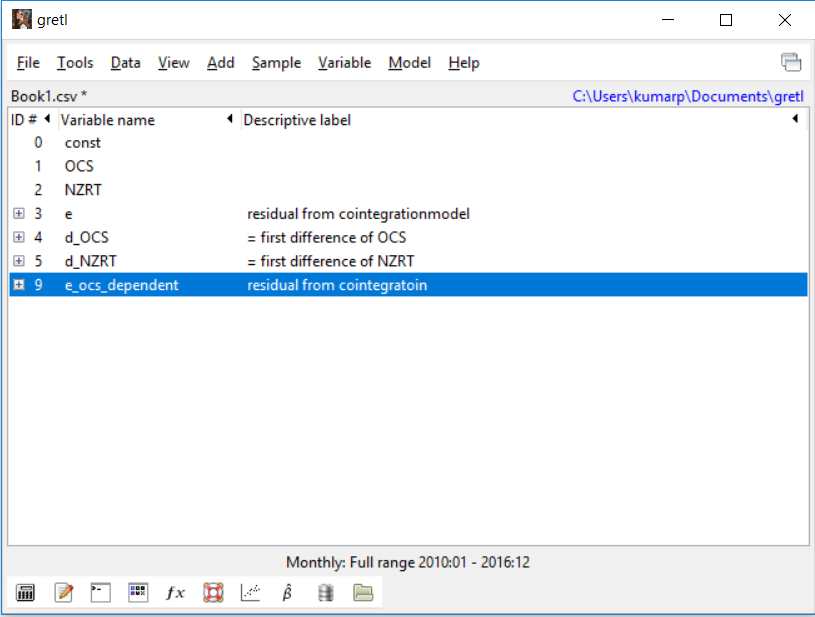 gretl
File Tools Data View Add Sample Variable Model Help
Book1.csv * C:\Users\kumarp\Documents\gretl
ID # Variable name Descriptive label
0 const
1 OCS
2 NZRT
3 e residual from cointegrationmodel
4 d_OCS = first difference of OCS
5 d_NZRT = first difference of NZRT
9 e_ocs_dependent residual from cointegratoin
Monthly: Full range 2010:01 - 2016:12
fx β̂